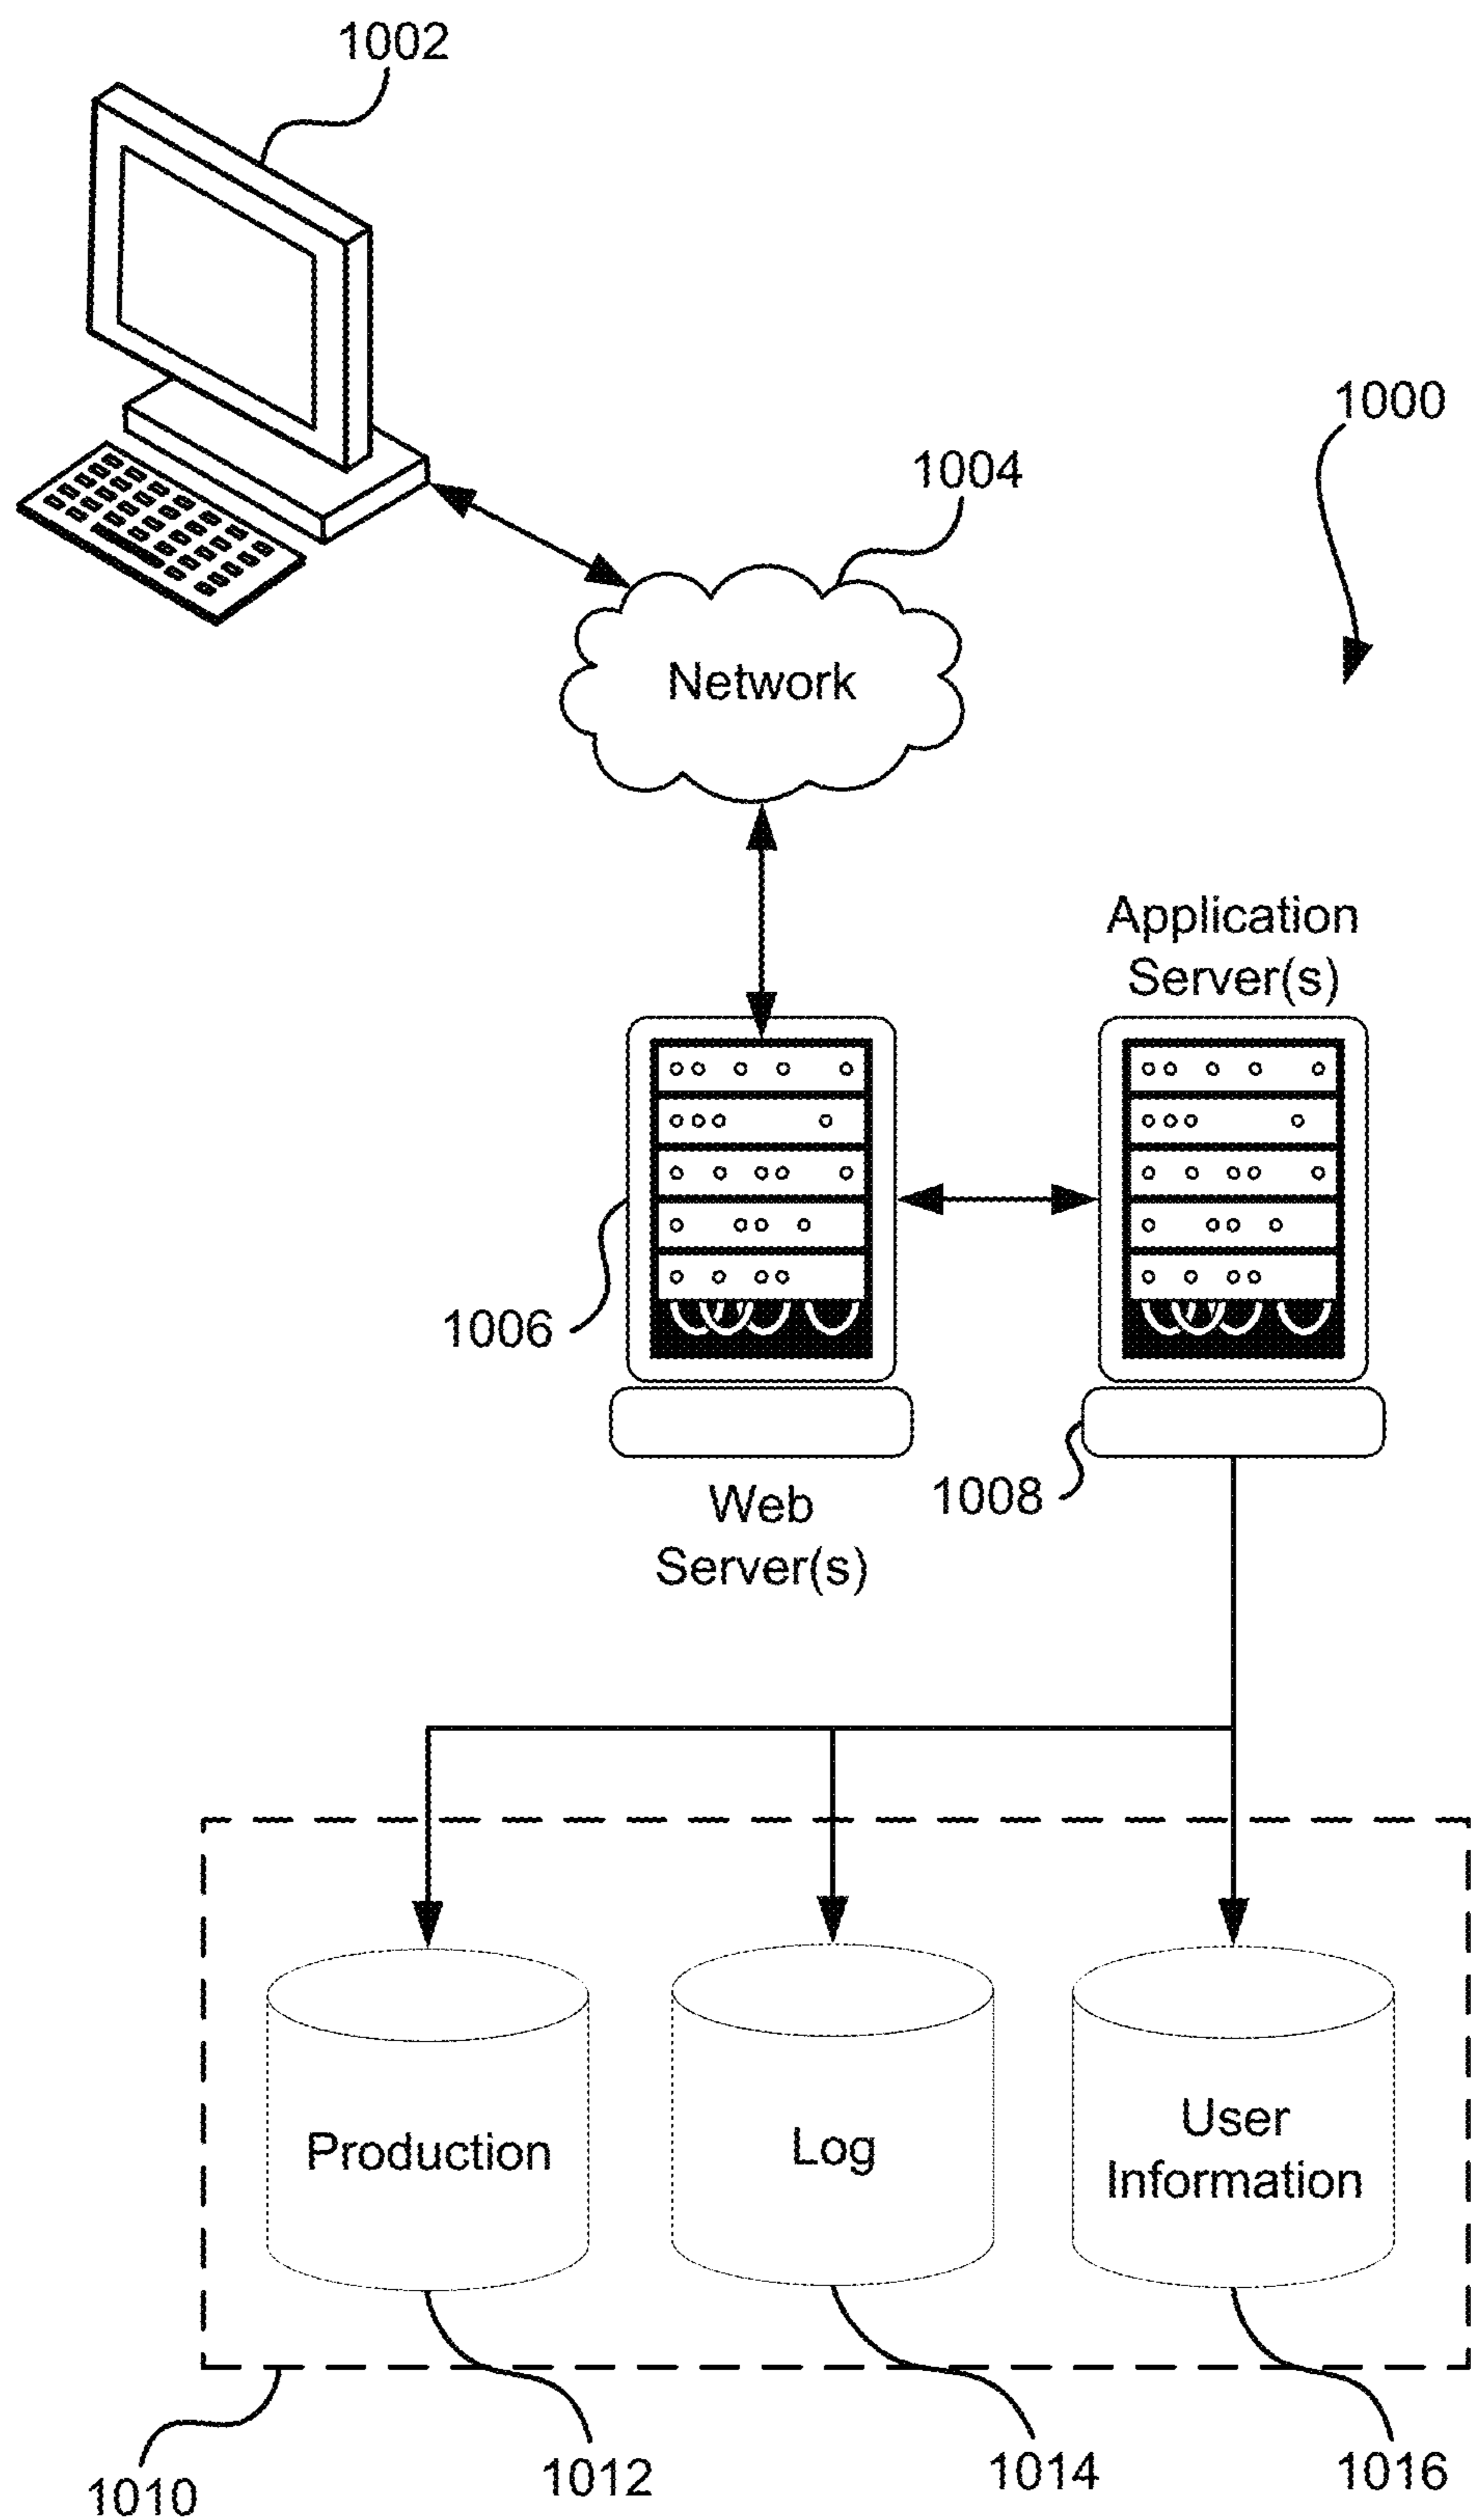 1002
1000
1004
Network
Application
Server(s)
1006
1008
Web
Server(s)
Production
Log
User
Information
1010
1012
1014
1016